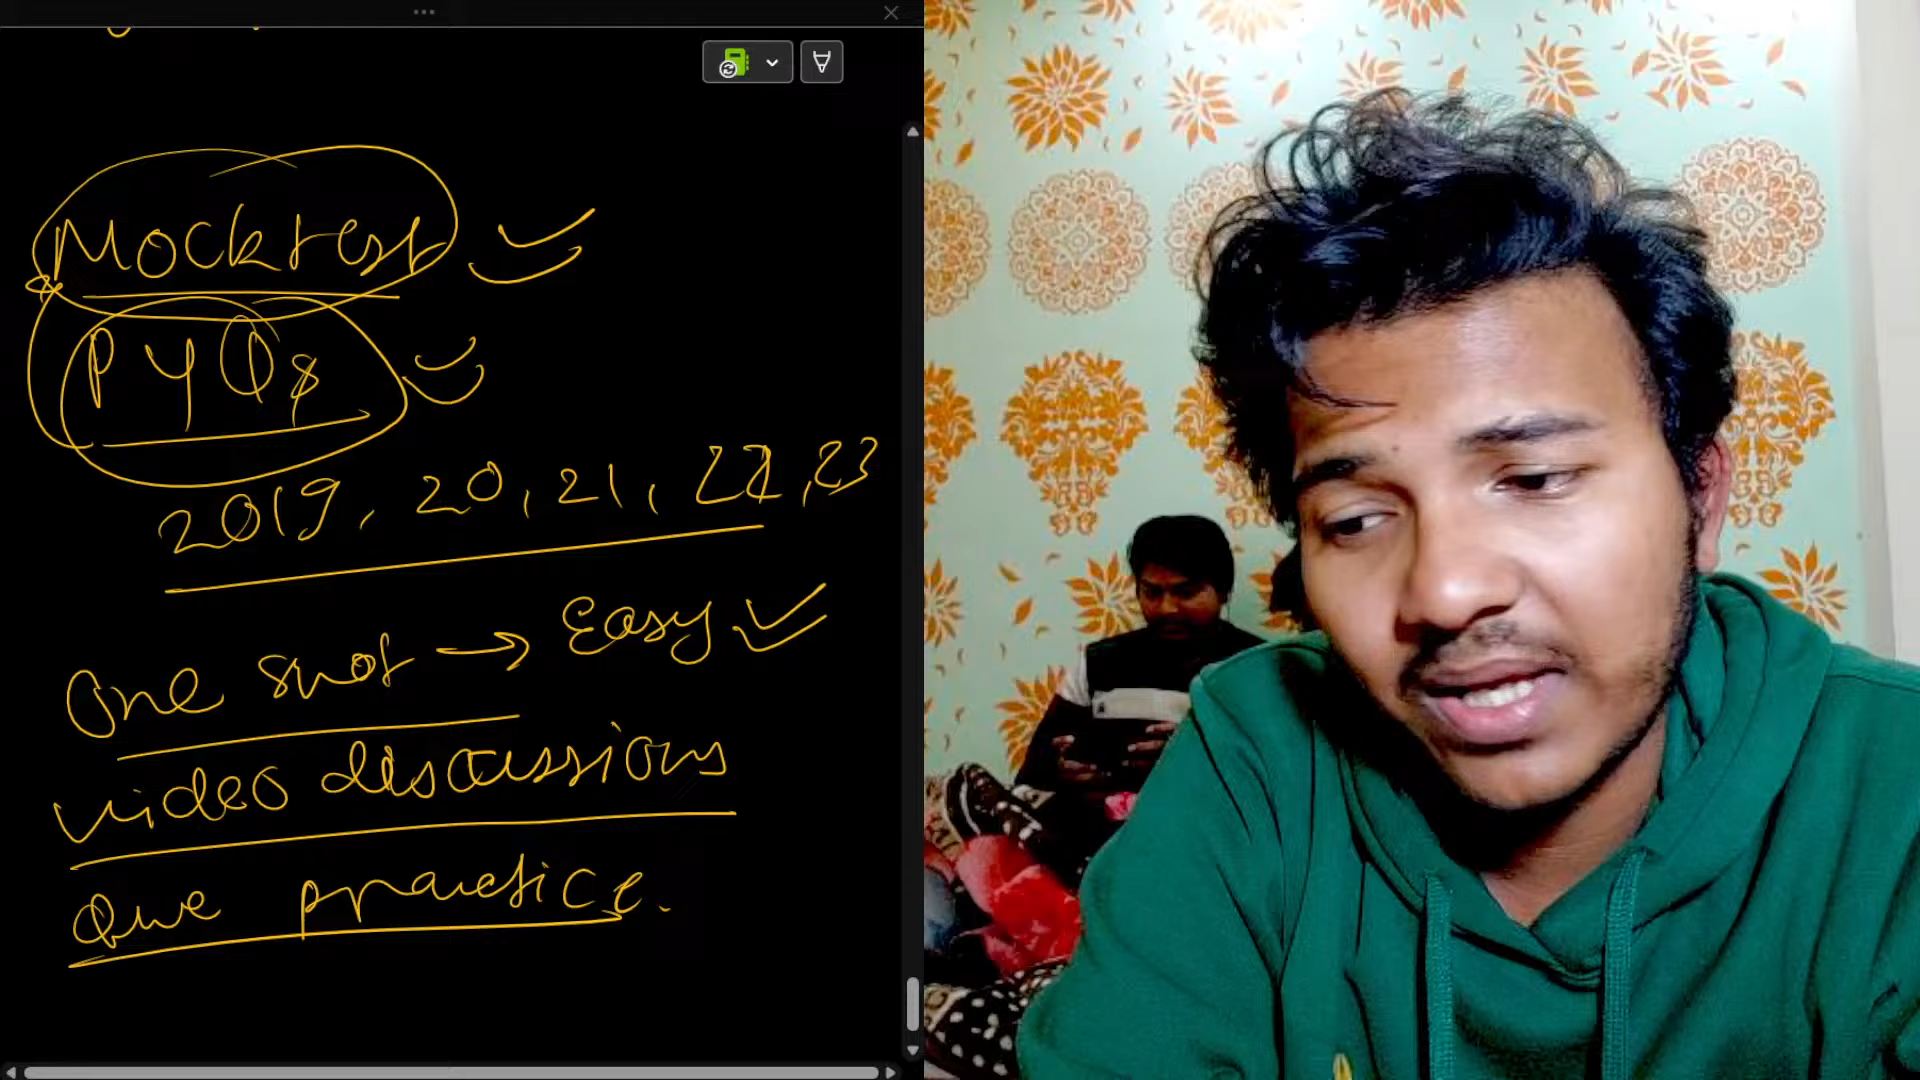 Mocktest
PYQs
2019, 20, 21, 22, 23
One shot → Easy
video discussions
Que practice.